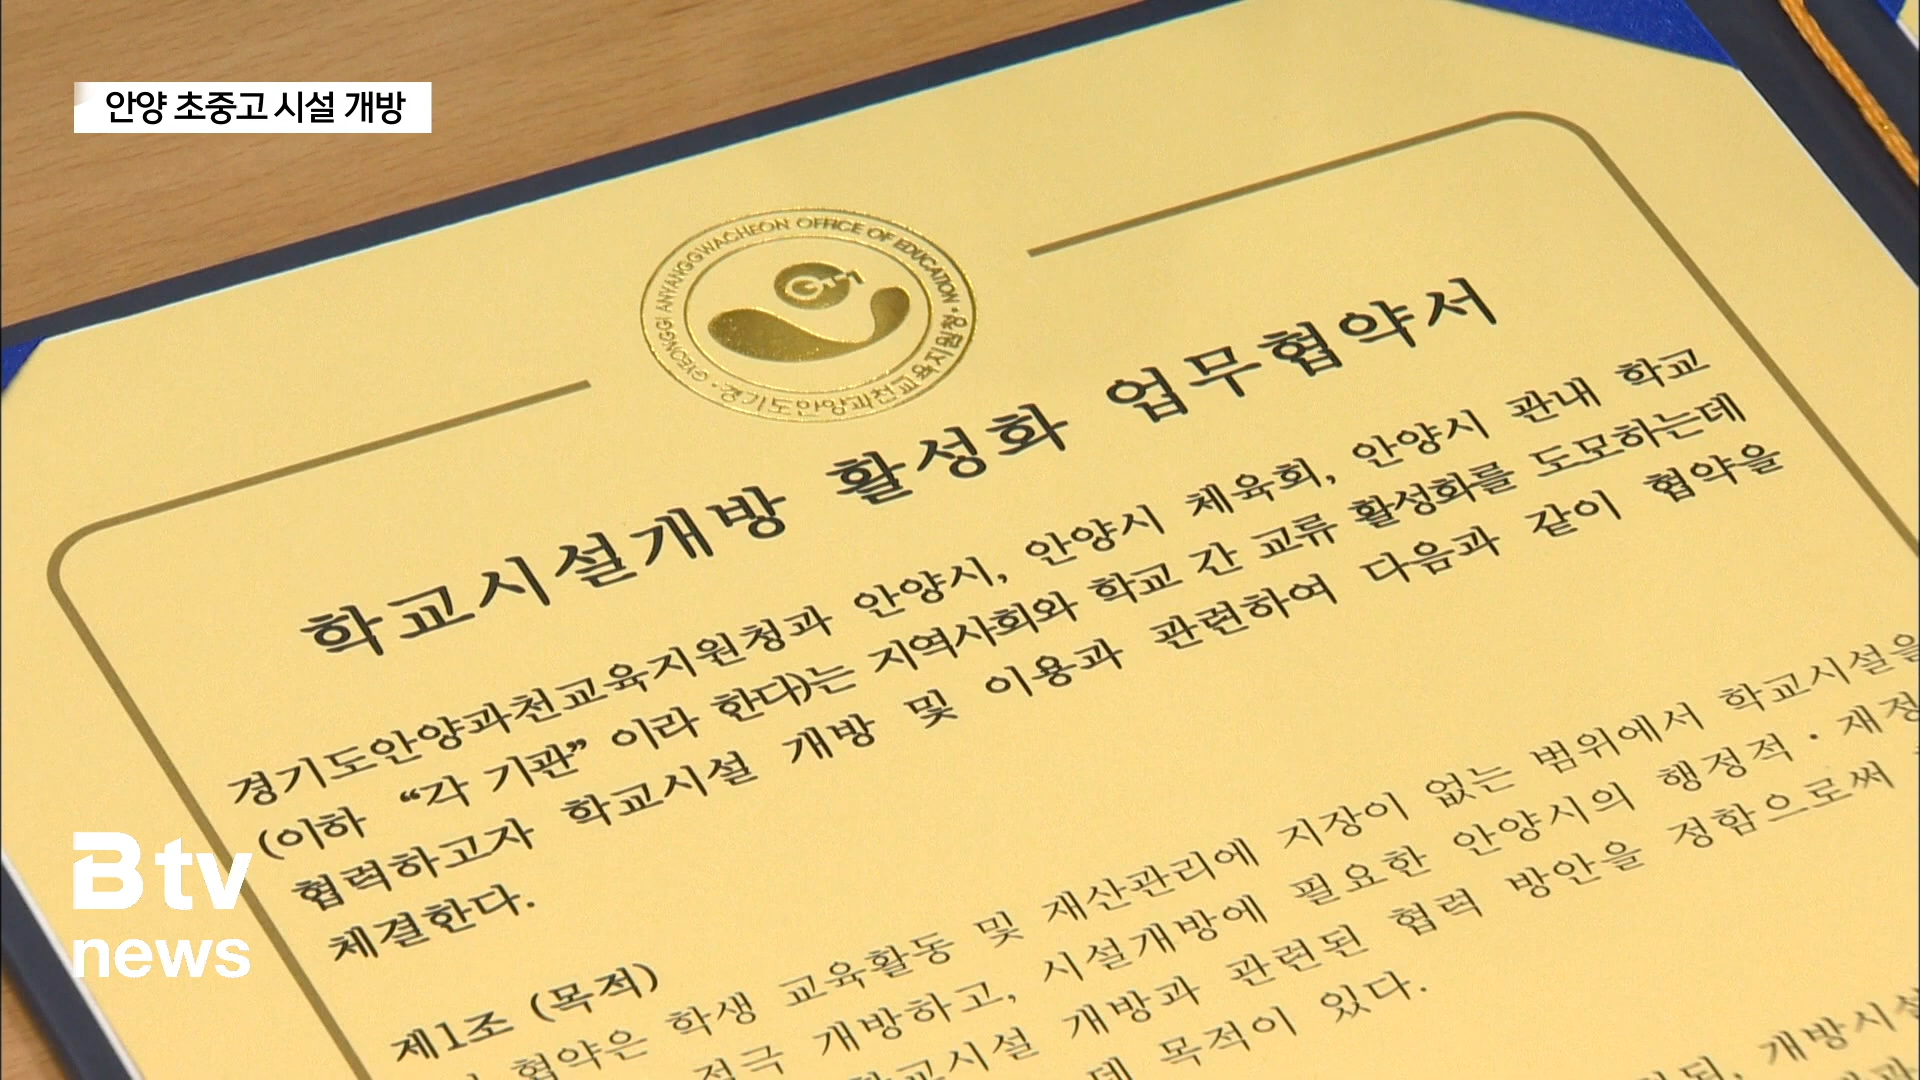 안양 초중고 시설 개방
GYEONGGI ANYANGGWACHEON OFFICE OF EDUCATION
경기도안양과천교육지원청
학교시설개방 활성화 업무협약서
경기도안양과천교육지원청과 안양시, 안양시 체육회, 안양시 관내 학교
(이하 “각 기관” 이라 한다)는 지역사회와 학교 간 교류 활성화를 도모하는데
협력하고자 학교시설 개방 및 이용과 관련하여 다음과 같이 협약을
체결한다.
제1조 (목적)
협약은 학생 교육활동 및 재산관리에 지장이 없는 범위에서 학교시설을
적극 개방하고, 시설개방에 필요한 안양시의 행정적·재정
학교시설 개방과 관련된 협력 방안을 정함으로써
데 목적이 있다.
개방시설
B tv
news